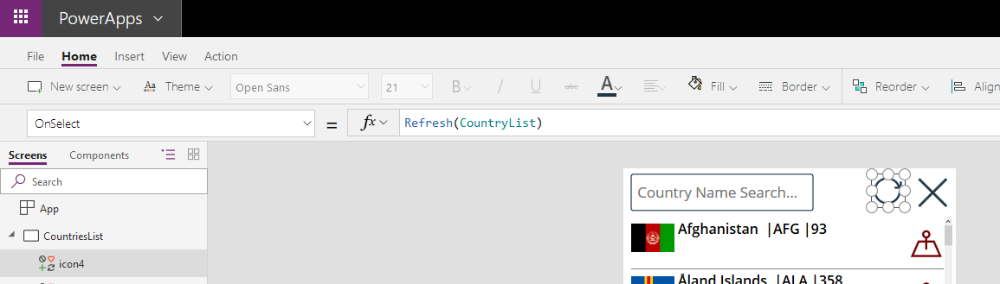 PowerApps
File Home Insert View Action
New screen Theme Open Sans 21 B / U abc A Fill Border Reorder Align
OnSelect = fx Refresh(CountryList)
Screens Components
Search
Country Name Search...
App
Afghanistan |AFG |93
CountriesList
icon4
Åland Islands |ALA |358